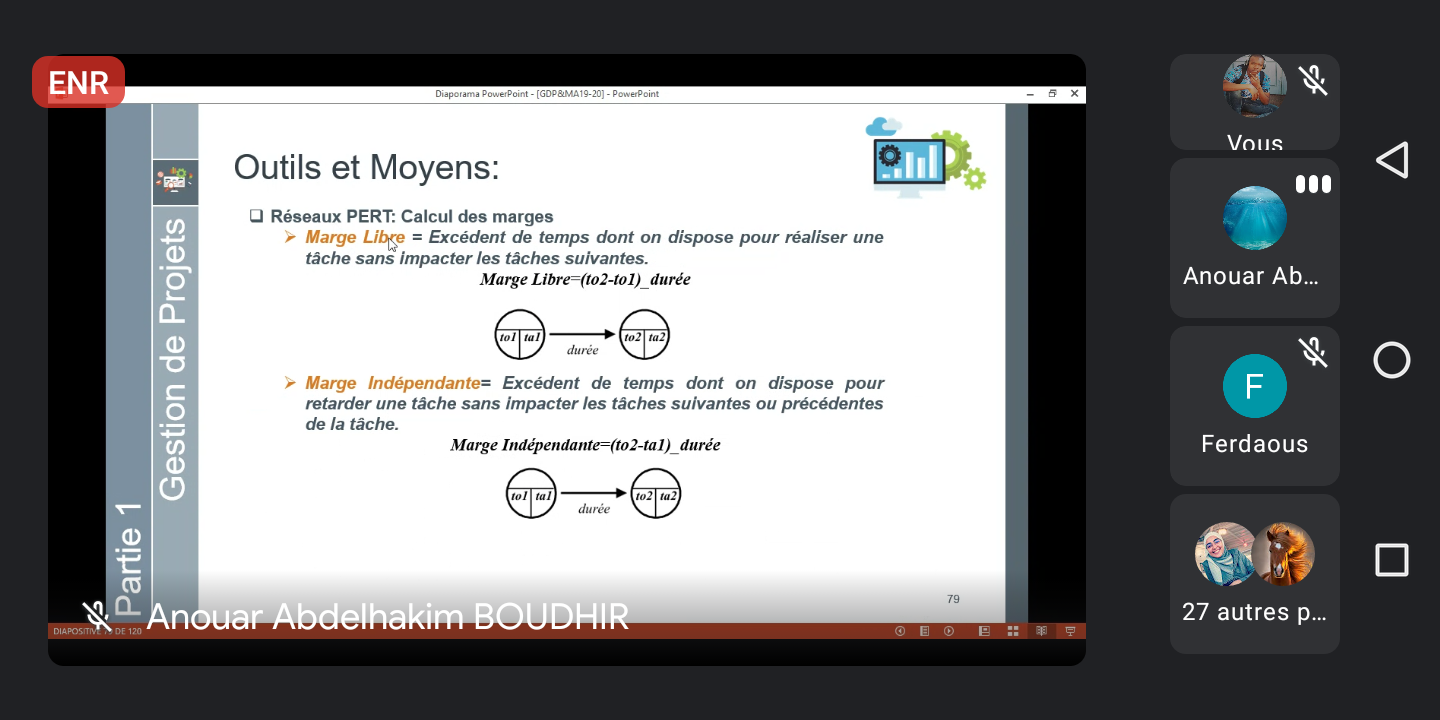 ENR
Diaporama PowerPoint - [GDP&MA19-20] - PowerPoint
Partie 1
Gestion de Projets
Outils et Moyens:
Réseaux PERT: Calcul des marges
Marge Libre = Excédent de temps dont on dispose pour réaliser une
tâche sans impacter les tâches suivantes.
Marge Libre=(to2-to1)_durée
to1 ta1 durée to2 ta2
Marge Indépendante= Excédent de temps dont on dispose pour
retarder une tâche sans impacter les tâches suivantes ou précédentes
de la tâche.
Marge Indépendante=(to2-ta1)_durée
to1 ta1 durée to2 ta2
79
Anouar Abdelhakim BOUDHIR
DIAPOSITIVE 79 DE 120
Vous
Anouar Ab...
F
Ferdaous
27 autres p...